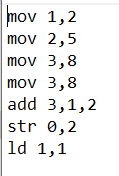 mov 1,2
mov 2,5
mov 3,8
mov 3,8
add 3,1,2
str 0,2
ld 1,1